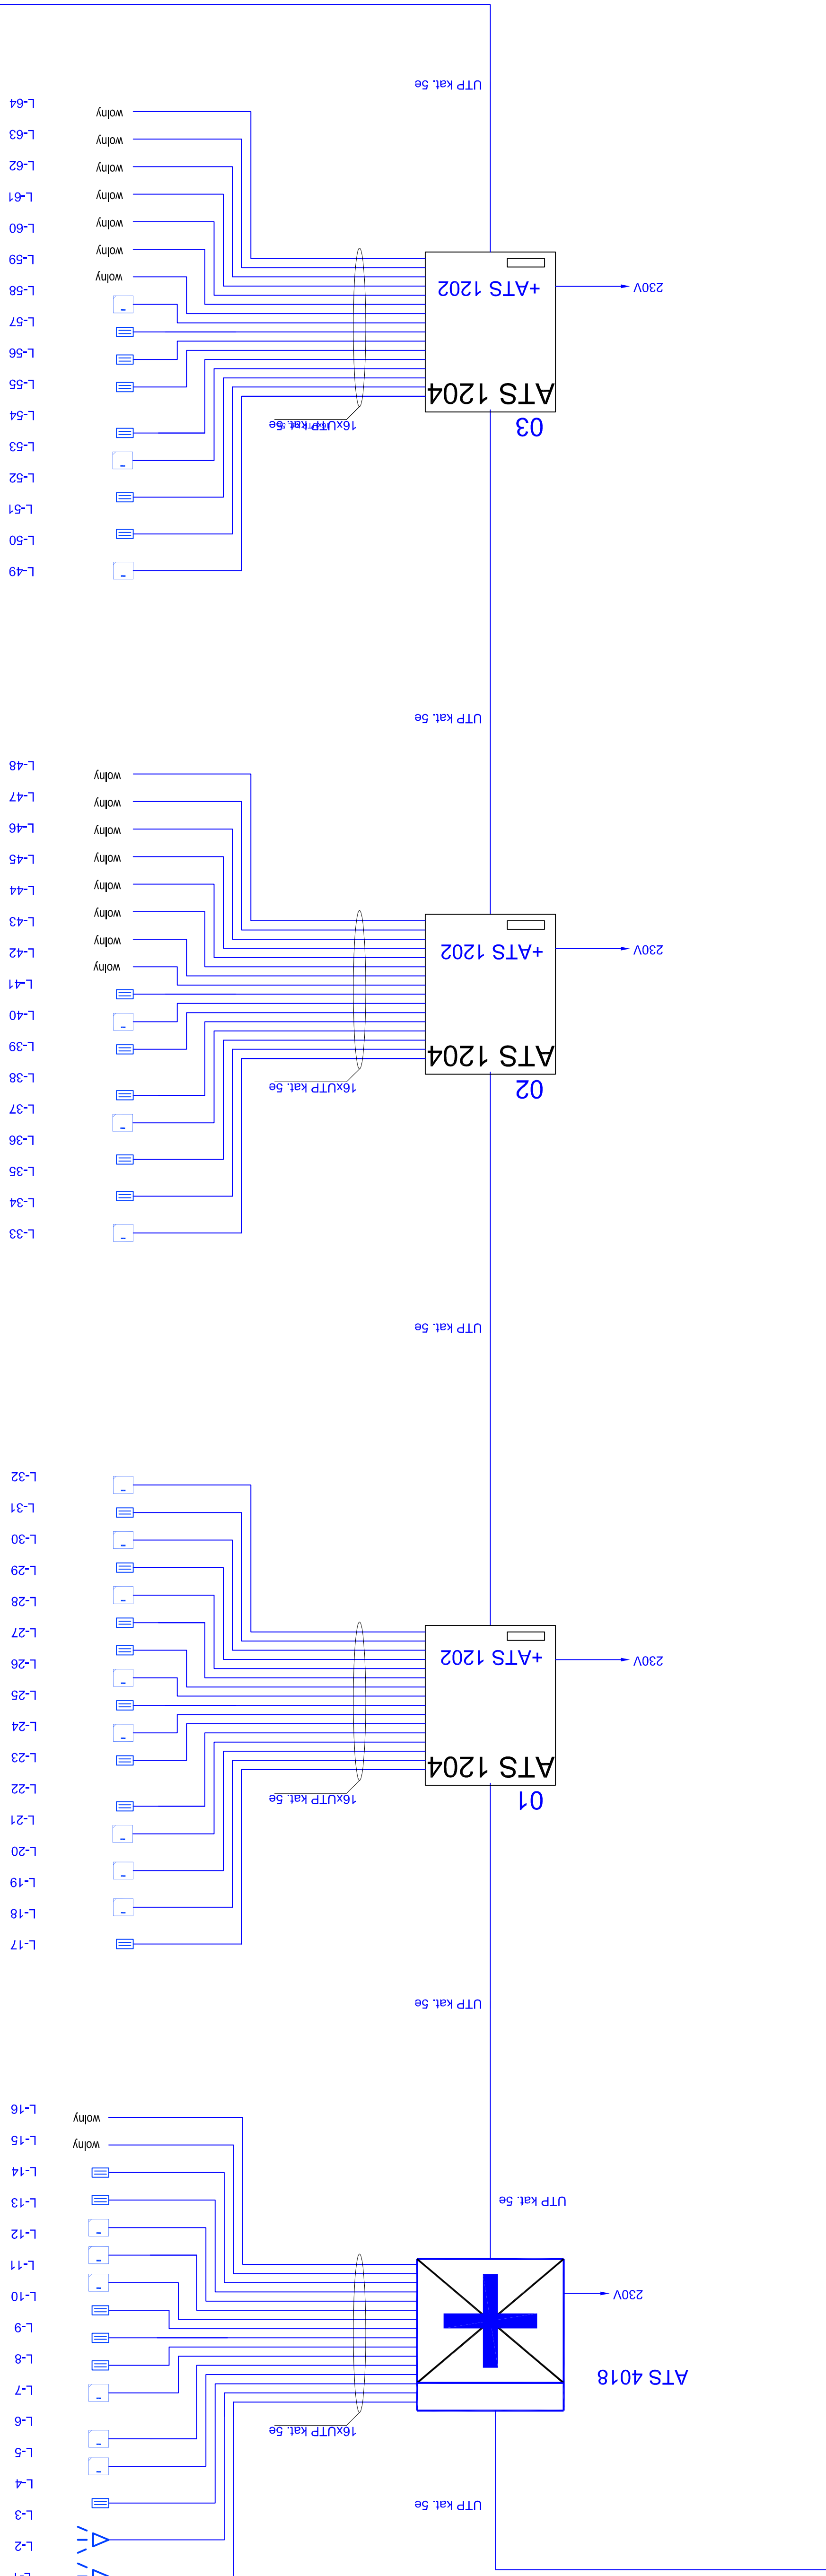 UTP kat. 5e
ATS 4018
230V
16xUTP kat. 5e
UTP kat. 5e
L-2
L-3
L-4
L-5
L-6
L-7
L-8
L-9
L-10
L-11
L-12
L-13
L-14
wolny
L-15
wolny
L-16
UTP kat. 5e
01
ATS 1204
+ATS 1202
230V
16xUTP kat. 5e
L-17
L-18
L-19
L-20
L-21
L-22
L-23
L-24
L-25
L-26
L-27
L-28
L-29
L-30
L-31
L-32
UTP kat. 5e
02
ATS 1204
+ATS 1202
230V
16xUTP kat. 5e
L-33
L-34
L-35
L-36
L-37
L-38
L-39
L-40
wolny
L-41
wolny
L-42
wolny
L-43
wolny
L-44
wolny
L-45
wolny
L-46
wolny
L-47
wolny
L-48
UTP kat. 5e
03
ATS 1204
+ATS 1202
230V
16xUTP kat. 5e
L-49
L-50
L-51
L-52
L-53
L-54
L-55
L-56
L-57
L-58
wolny
L-59
wolny
L-60
wolny
L-61
wolny
L-62
wolny
L-63
wolny
L-64
wolny
UTP kat. 5e